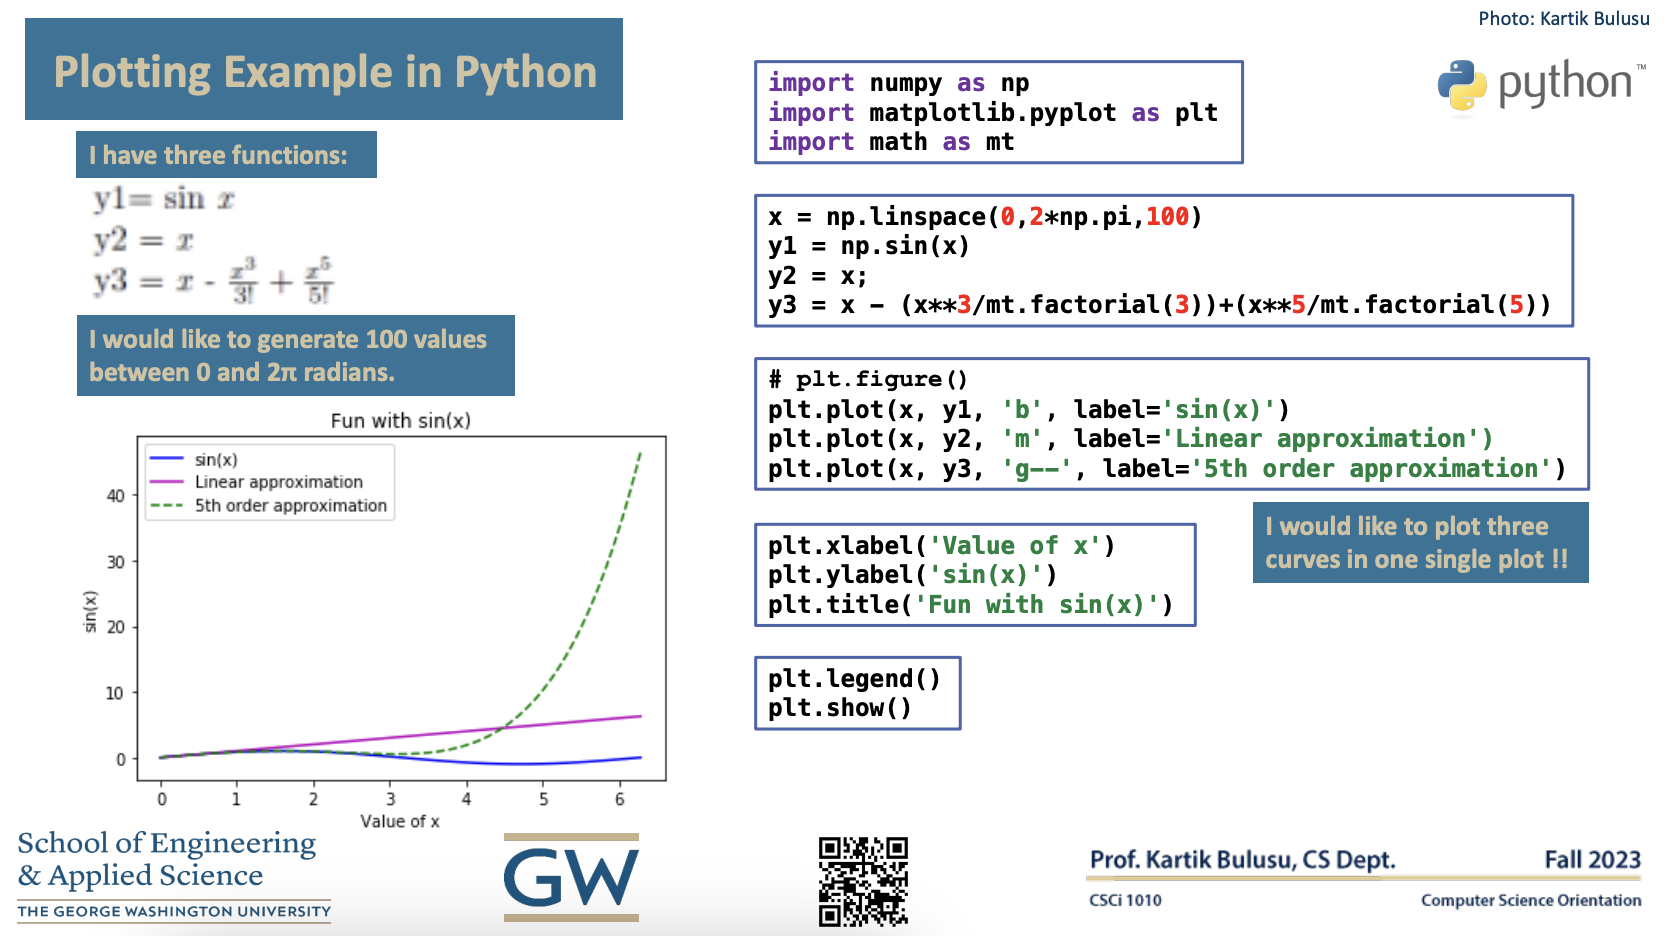 Photo: Kartik Bulusu
Plotting Example in Python
python™
I have three functions:
y1= sin x
y2 = x
y3 = x - x³/3! + x⁵/5!
I would like to generate 100 values
between 0 and 2π radians.
Fun with sin(x)
sin(x)
Linear approximation
5th order approximation
40
30
20
10
0
sin(x)
0 1 2 3 4 5 6
Value of x
import numpy as np
import matplotlib.pyplot as plt
import math as mt
x = np.linspace(0,2*np.pi,100)
y1 = np.sin(x)
y2 = x;
y3 = x - (x**3/mt.factorial(3))+(x**5/mt.factorial(5))
# plt.figure()
plt.plot(x, y1, 'b', label='sin(x)')
plt.plot(x, y2, 'm', label='Linear approximation')
plt.plot(x, y3, 'g--', label='5th order approximation')
I would like to plot three
curves in one single plot !!
plt.xlabel('Value of x')
plt.ylabel('sin(x)')
plt.title('Fun with sin(x)')
plt.legend()
plt.show()
School of Engineering
& Applied Science
THE GEORGE WASHINGTON UNIVERSITY
GW
Prof. Kartik Bulusu, CS Dept. Fall 2023
CSCi 1010 Computer Science Orientation